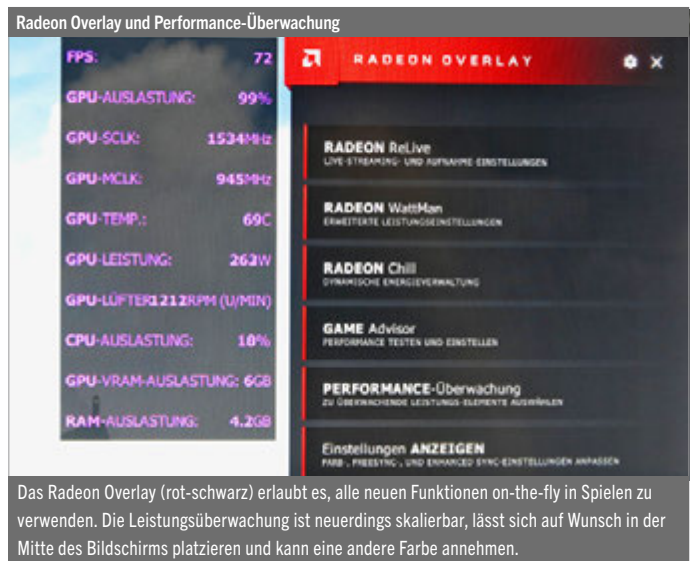 Radeon Overlay und Performance-Überwachung
FPS: 72
GPU-AUSLASTUNG: 99%
GPU-SCLK: 1534MHz
GPU-MCLK: 945MHz
GPU-TEMP.: 69C
GPU-LEISTUNG: 262W
GPU-LÜFTER1212RPM (U/MIN)
CPU-AUSLASTUNG: 10%
GPU-VRAM-AUSLASTUNG: 6GB
RAM-AUSLASTUNG: 4.2GB
RADEON OVERLAY
RADEON ReLive
LIVE-STREAMING- UND AUFNAHME-EINSTELLUNGEN
RADEON WattMan
ERWEITERTE LEISTUNGSEINSTELLUNGEN
RADEON Chill
DYNAMISCHE ENERGIEVERWALTUNG
GAME Advisor
PERFORMANCE TESTEN UND EINSTELLEN
PERFORMANCE-Überwachung
ZU ÜBERWACHENDE LEISTUNGS-ELEMENTE AUSWÄHLEN
Einstellungen ANZEIGEN
FARB-, FREESYNC-, UND ENHANCED SYNC-EINSTELLUNGEN ANPASSEN
Das Radeon Overlay (rot-schwarz) erlaubt es, alle neuen Funktionen on-the-fly in Spielen zu
verwenden. Die Leistungsüberwachung ist neuerdings skalierbar, lässt sich auf Wunsch in der
Mitte des Bildschirms platzieren und kann eine andere Farbe annehmen.